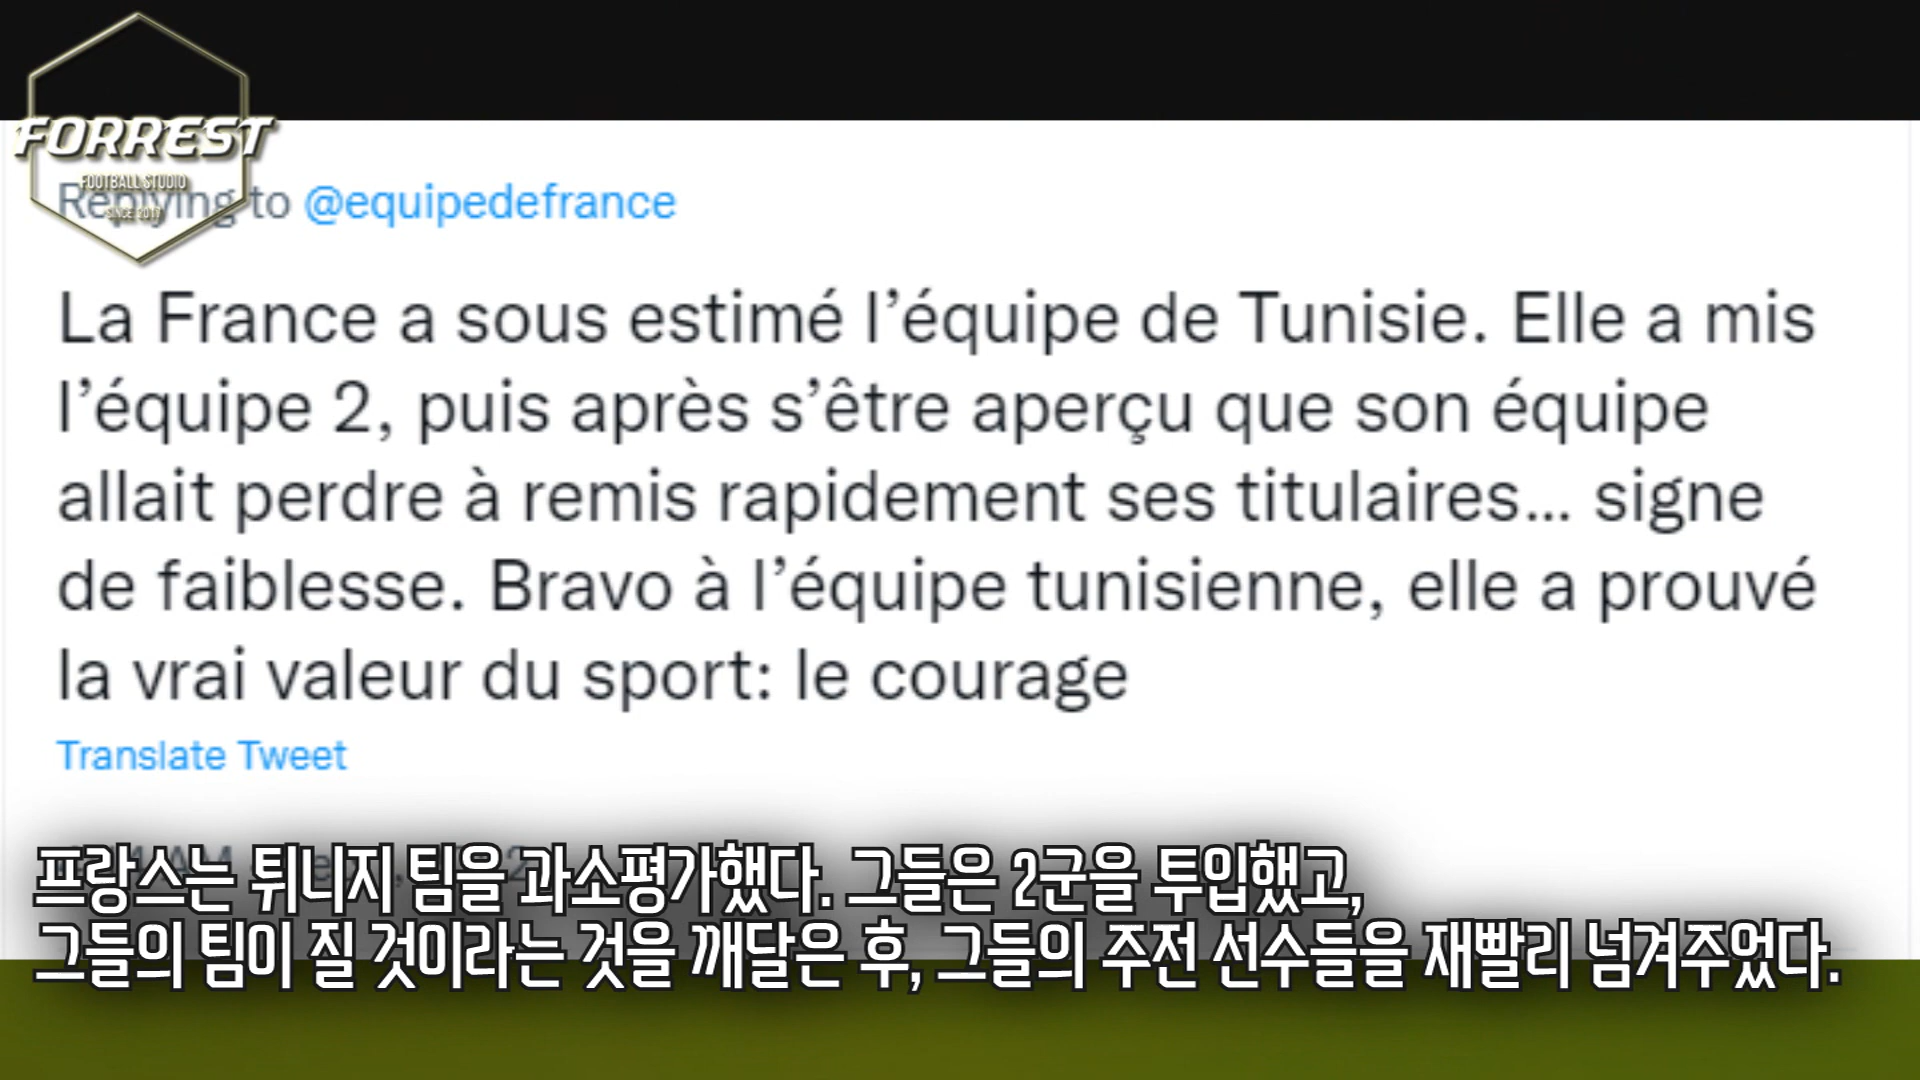 FORREST
FOOTBALL STUDIO
SINCE 2017
Replying to @equipedefrance
La France a sous estimé l’équipe de Tunisie. Elle a mis
l’équipe 2, puis après s’être aperçu que son équipe
allait perdre à remis rapidement ses titulaires... signe
de faiblesse. Bravo à l’équipe tunisienne, elle a prouvé
la vrai valeur du sport: le courage
Translate Tweet
프랑스는 튀니지 팀을 과소평가했다. 그들은 2군을 투입했고,
그들의 팀이 질 것이라는 것을 깨달은 후, 그들의 주전 선수들을 재빨리 넘겨주었다.